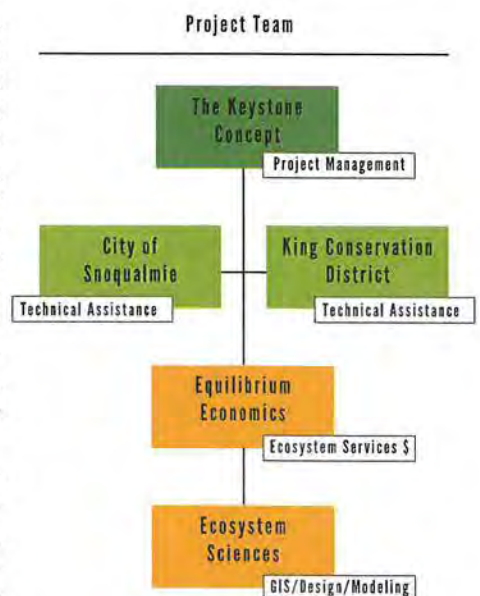 Project Team
The Keystone
Concept
Project Management
City of
Snoqualmie
Technical Assistance
King Conservation
District
Technical Assistance
Equilibrium
Economics
Ecosystem Services $
Ecosystem
Sciences
GIS/Design/Modeling